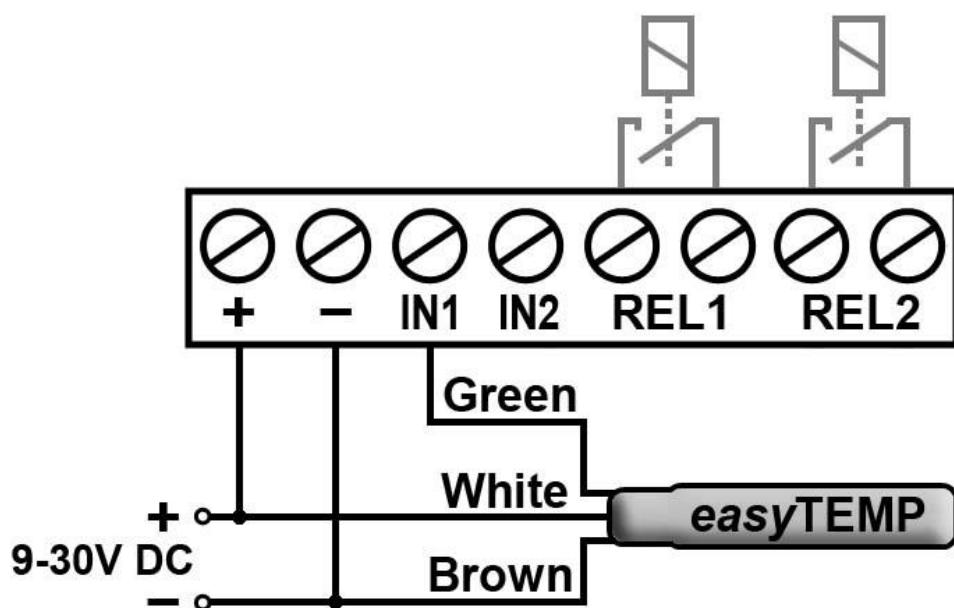 + − IN1 IN2 REL1 REL2
Green
White
easyTEMP
+
9-30V DC
Brown
−